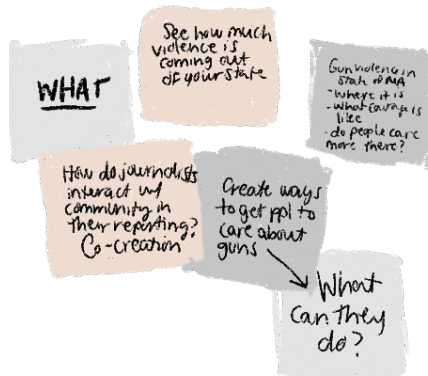 WHAT
See how much
violence is
coming out
of your state
Gun violence in
state of MA
- where it is
- what coverage is
like
- do people care
more there?
How do journalists
interact w/
community in
their reporting?
Co-creation
Create ways
to get ppl to
care about
guns
What
can they
do?